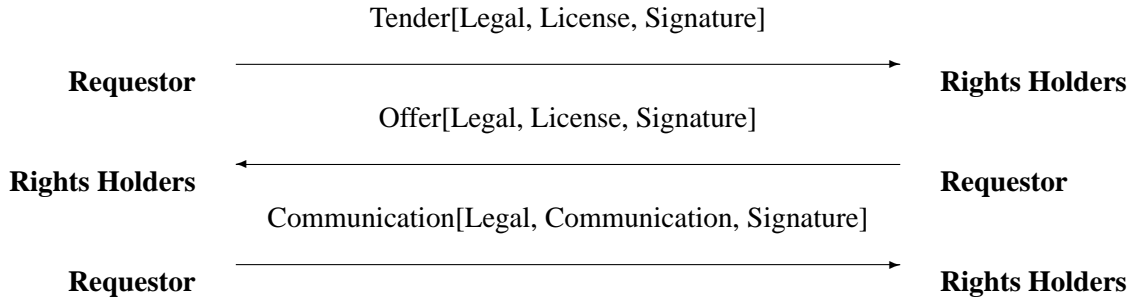 Tender[Legal, License, Signature]
Requestor Rights Holders
Offer[Legal, License, Signature]
Rights Holders Requestor
Communication[Legal, Communication, Signature]
Requestor Rights Holders